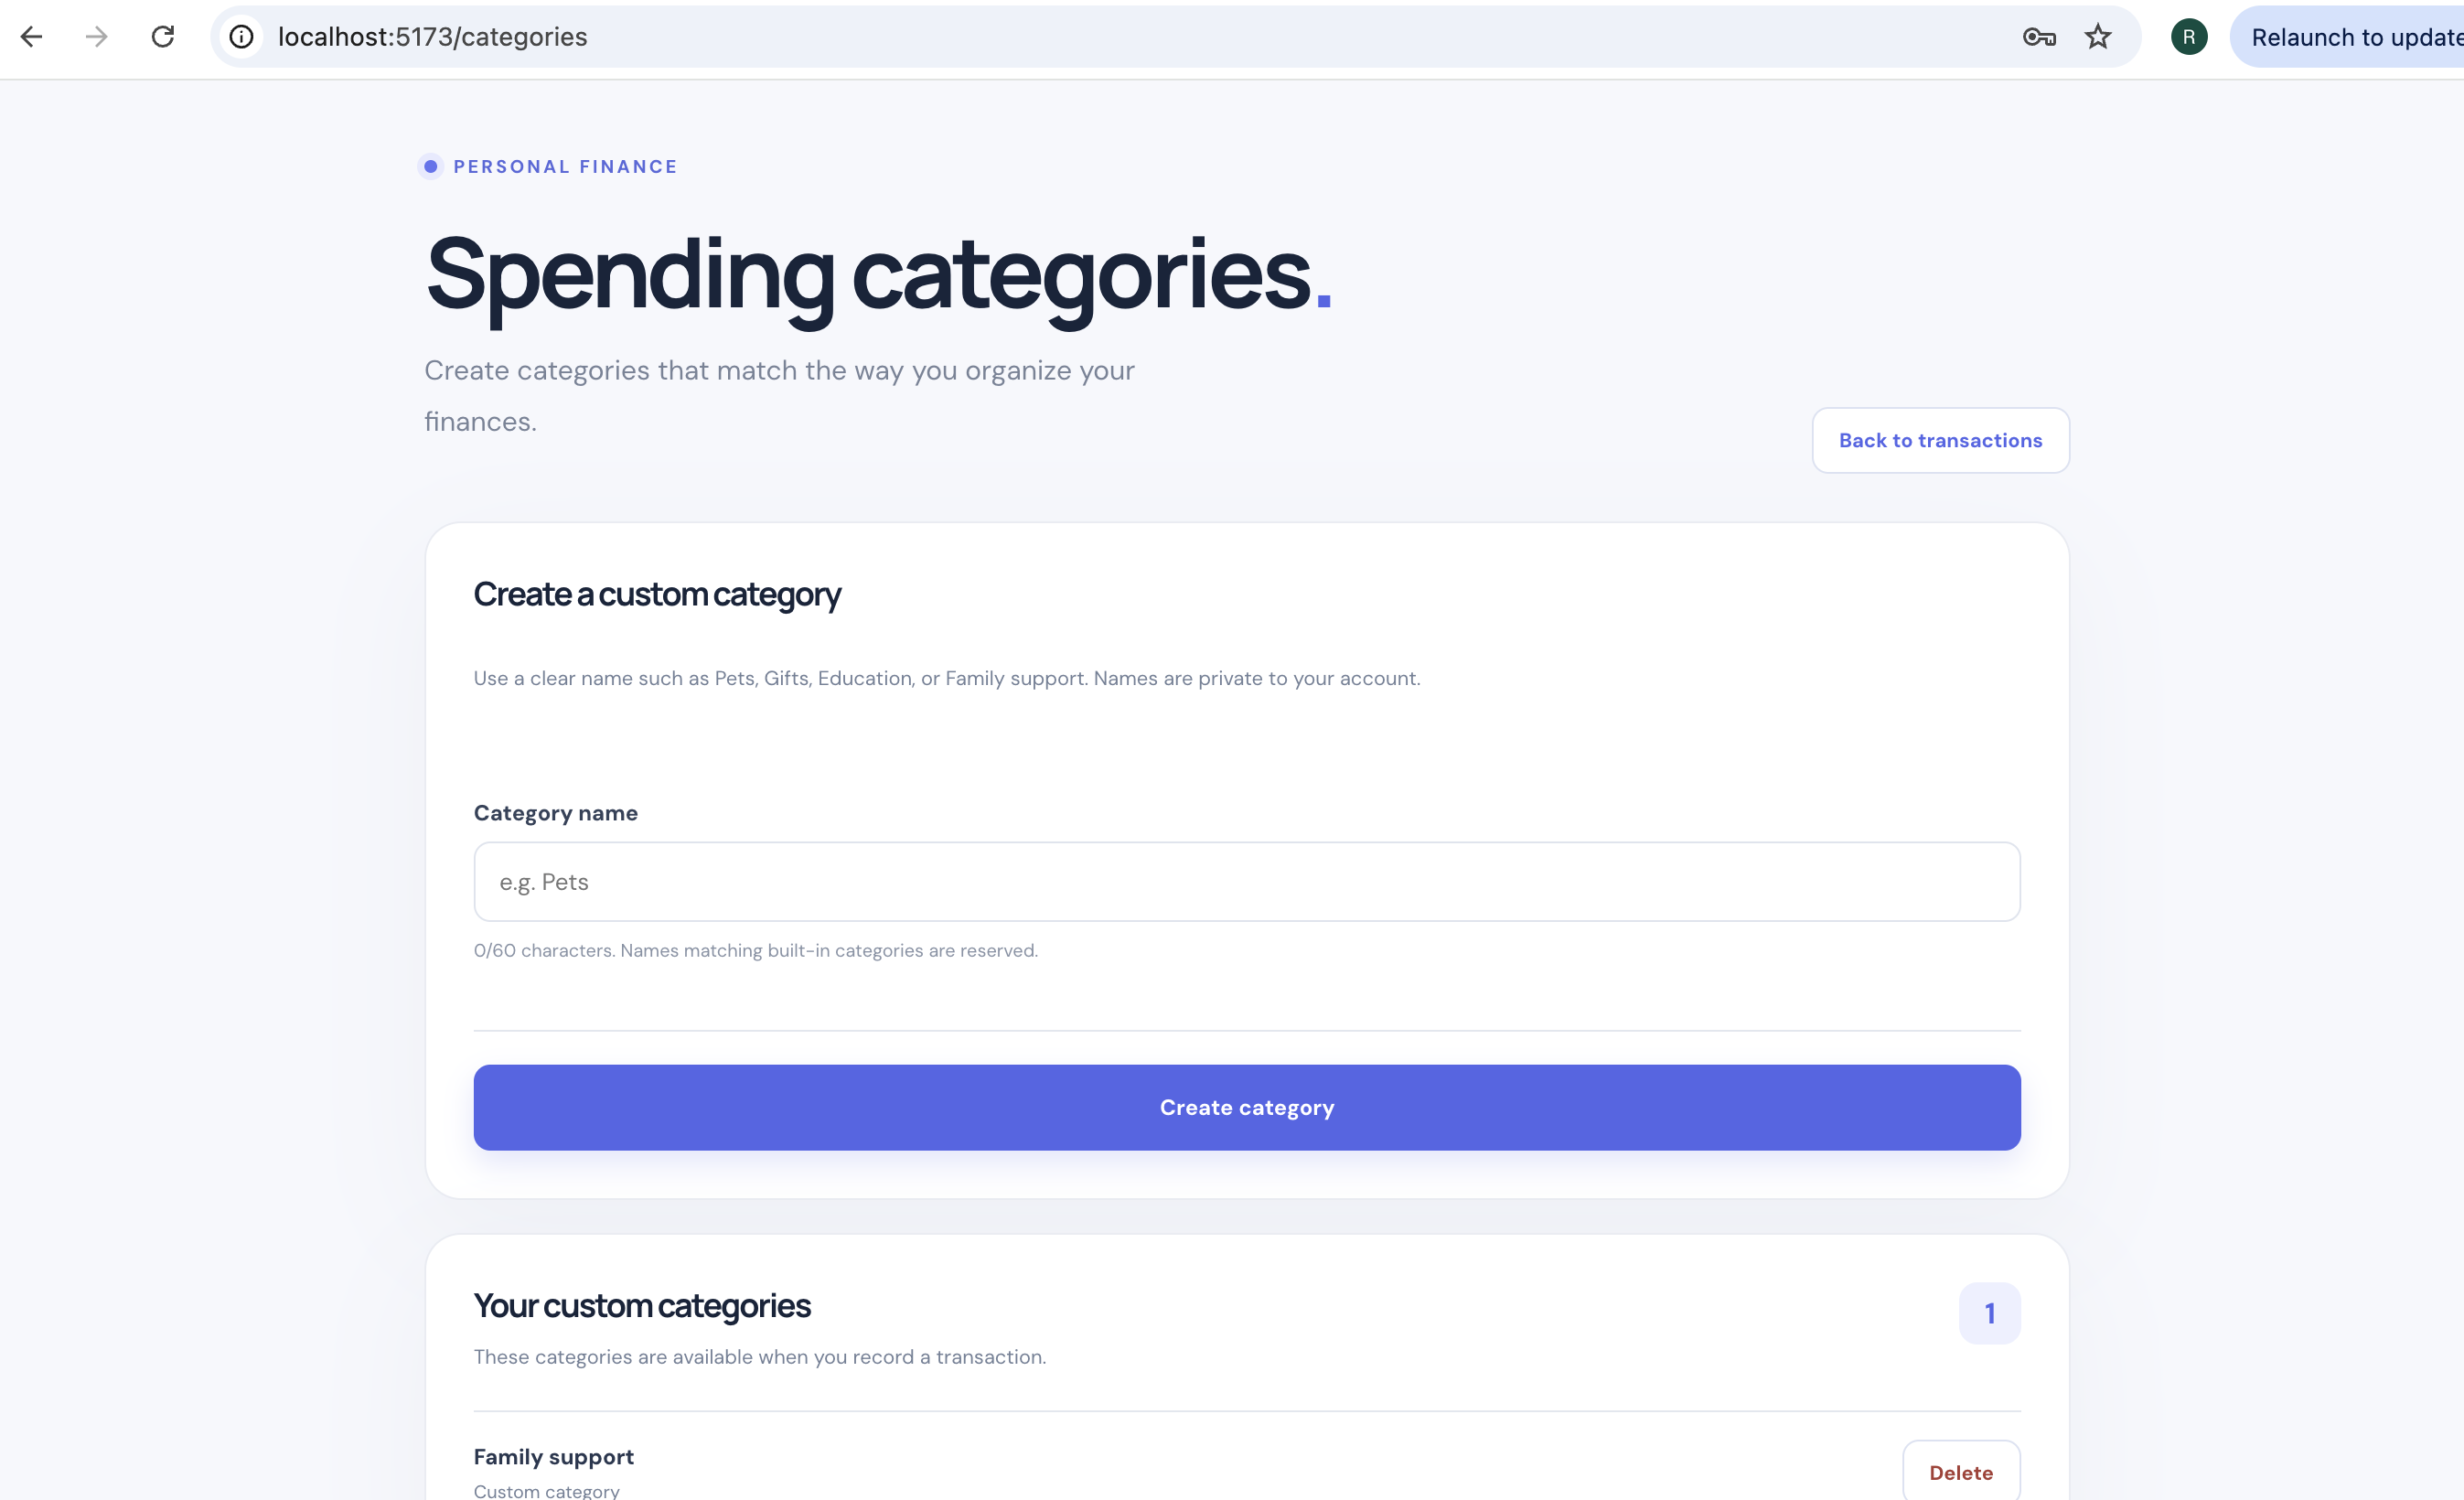 localhost:5173/categories
R
Relaunch to update
PERSONAL FINANCE
Spending categories.
Create categories that match the way you organize your
finances.
Back to transactions
Create a custom category
Use a clear name such as Pets, Gifts, Education, or Family support. Names are private to your account.
Category name
e.g. Pets
0/60 characters. Names matching built-in categories are reserved.
Create category
Your custom categories
1
These categories are available when you record a transaction.
Family support
Delete
Custom category